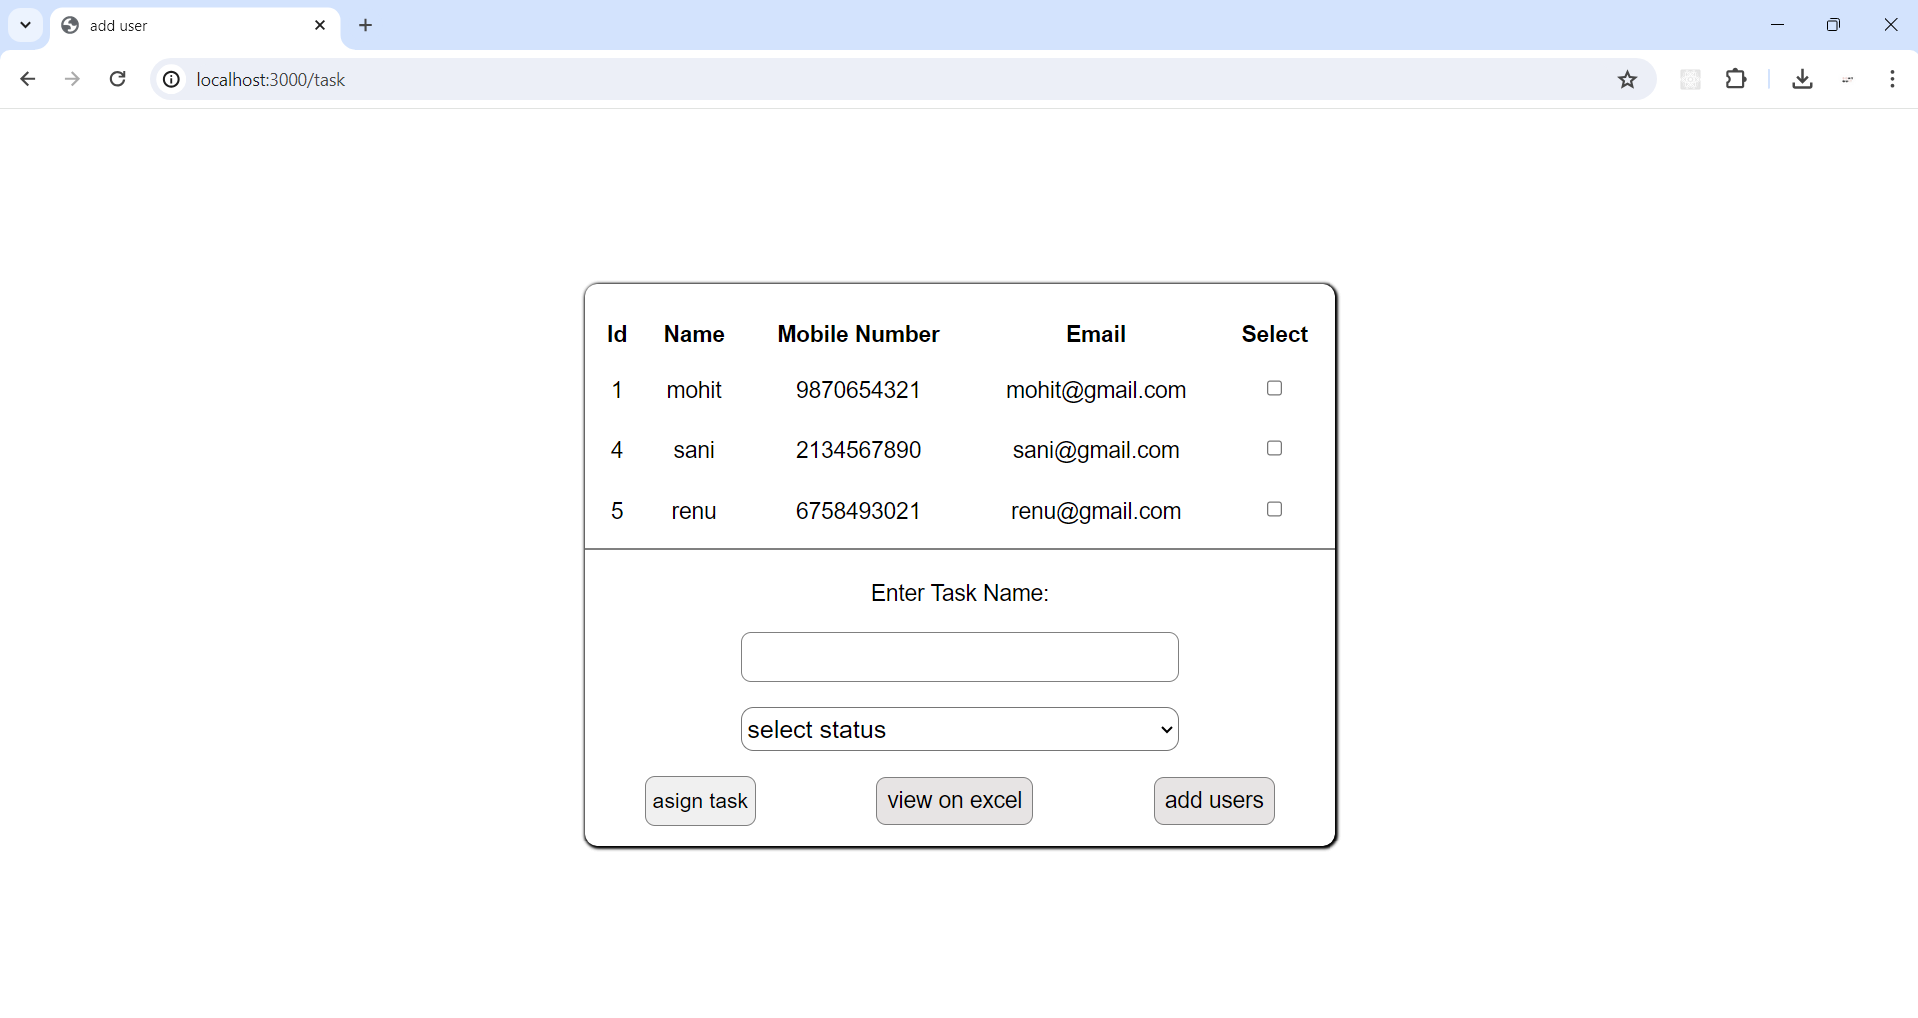 add user
localhost:3000/task
Id Name Mobile Number Email Select
1 mohit 9870654321 mohit@gmail.com
4 sani 2134567890 sani@gmail.com
5 renu 6758493021 renu@gmail.com
Enter Task Name:
select status
asign task view on excel add users